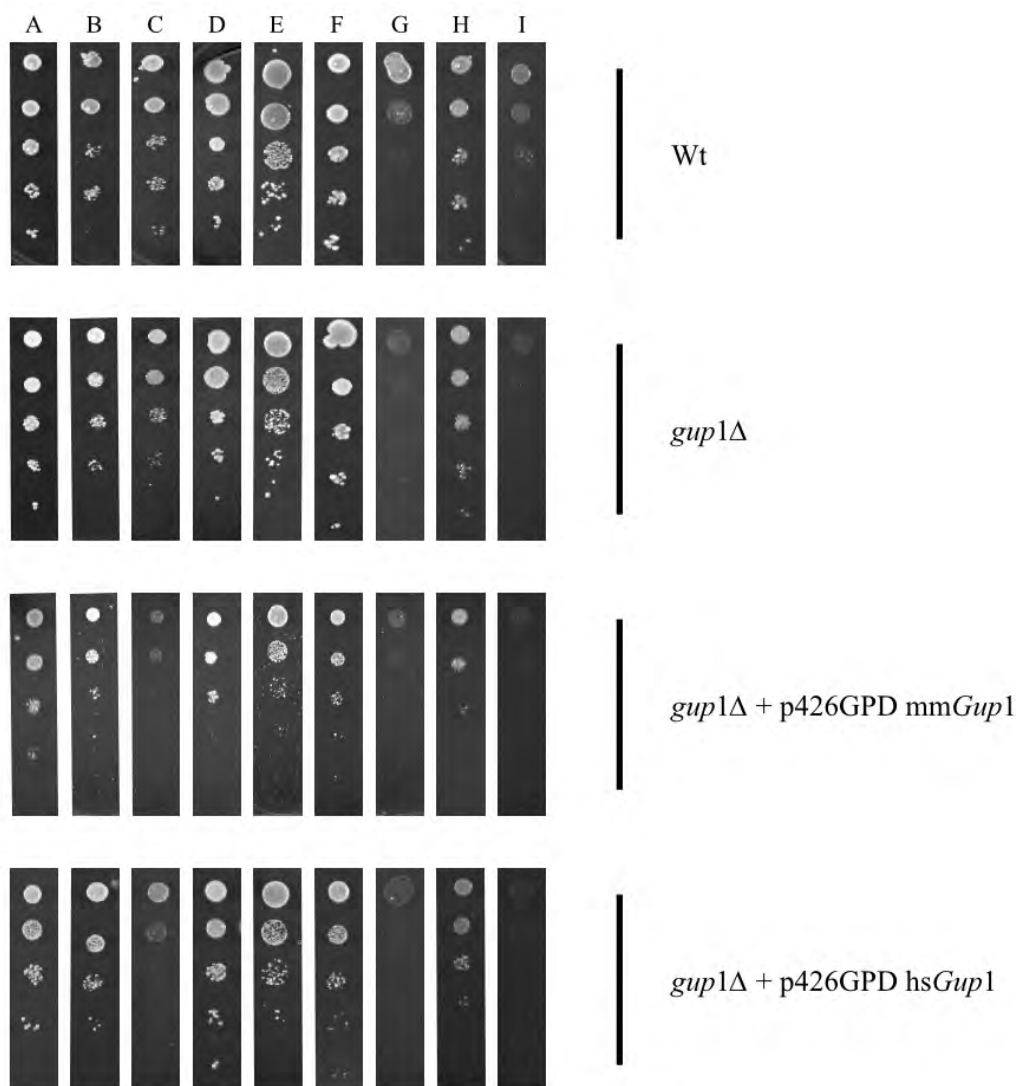 A B C D E F G H I
Wt
gup1Δ
gup1Δ + p426GPD mmGup1
gup1Δ + p426GPD hsGup1